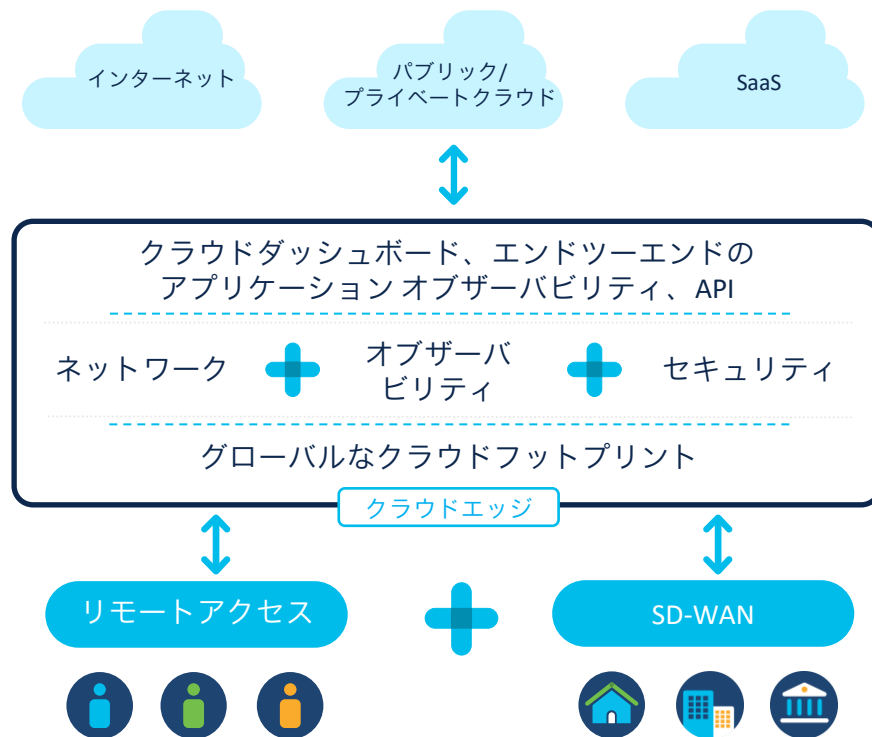 インターネット
パブリック/
プライベートクラウド
SaaS
クラウドダッシュボード、エンドツーエンドの
アプリケーション オブザーバビリティ、API
ネットワーク
オブザーバ
ビリティ
セキュリティ
グローバルなクラウドフットプリント
クラウドエッジ
リモートアクセス
SD-WAN